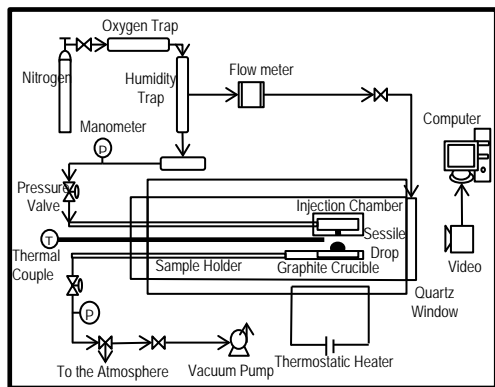 Oxygen Trap
Nitrogen
Humidity
Trap
Flow meter
Manometer
P
Computer
Pressure
Valve
Injection Chamber
Sessile
Drop
T
Thermal
Couple
Sample Holder
Graphite Crucible
Video
P
Quartz
Window
To the Atmosphere
Vacuum Pump
Thermostatic Heater